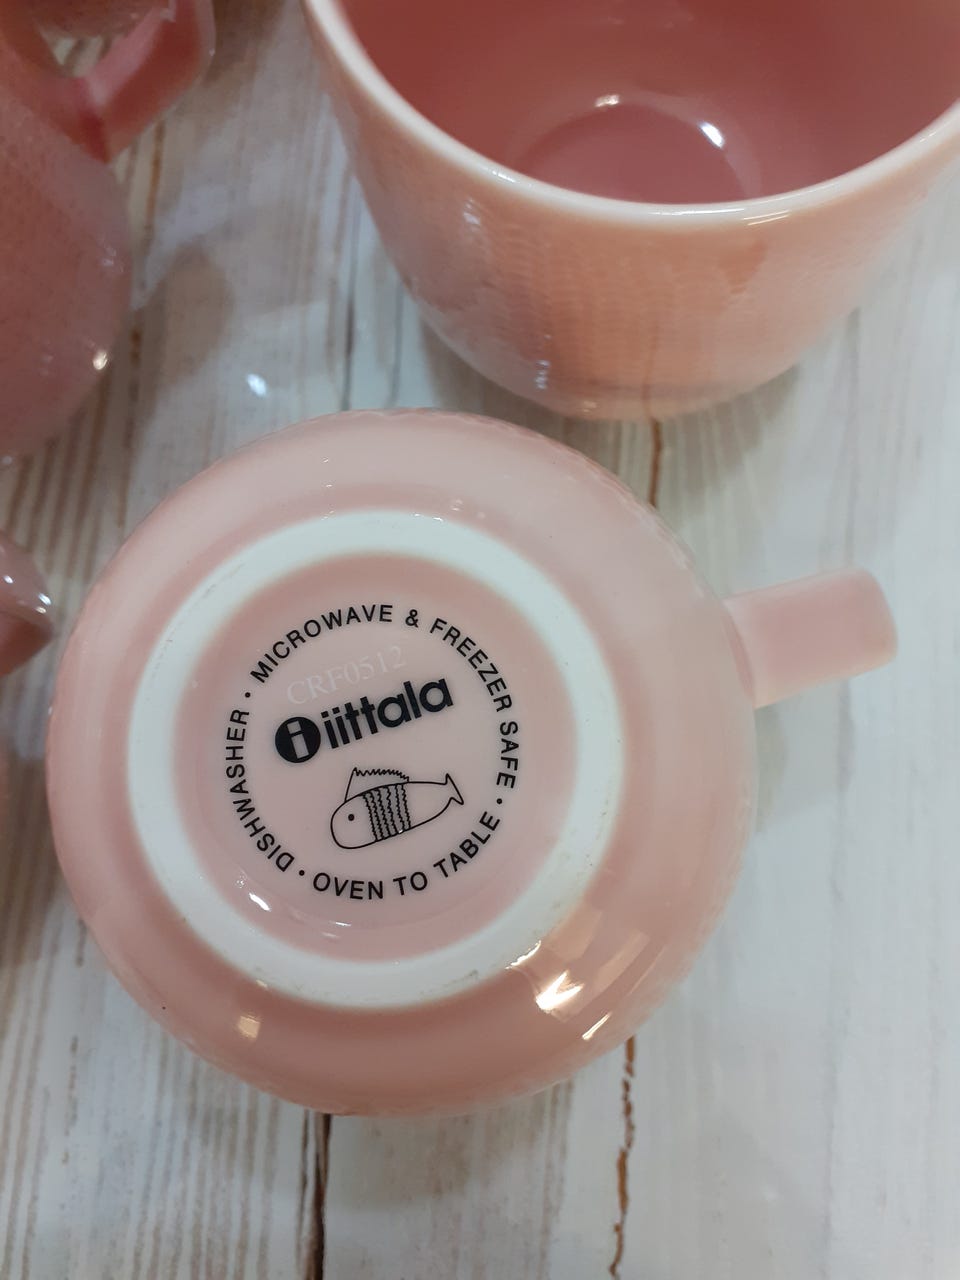 MICROWAVE & FREEZER SAFE •
OVEN TO TABLE •
DISHWASHER •
CRF0512
i iittala